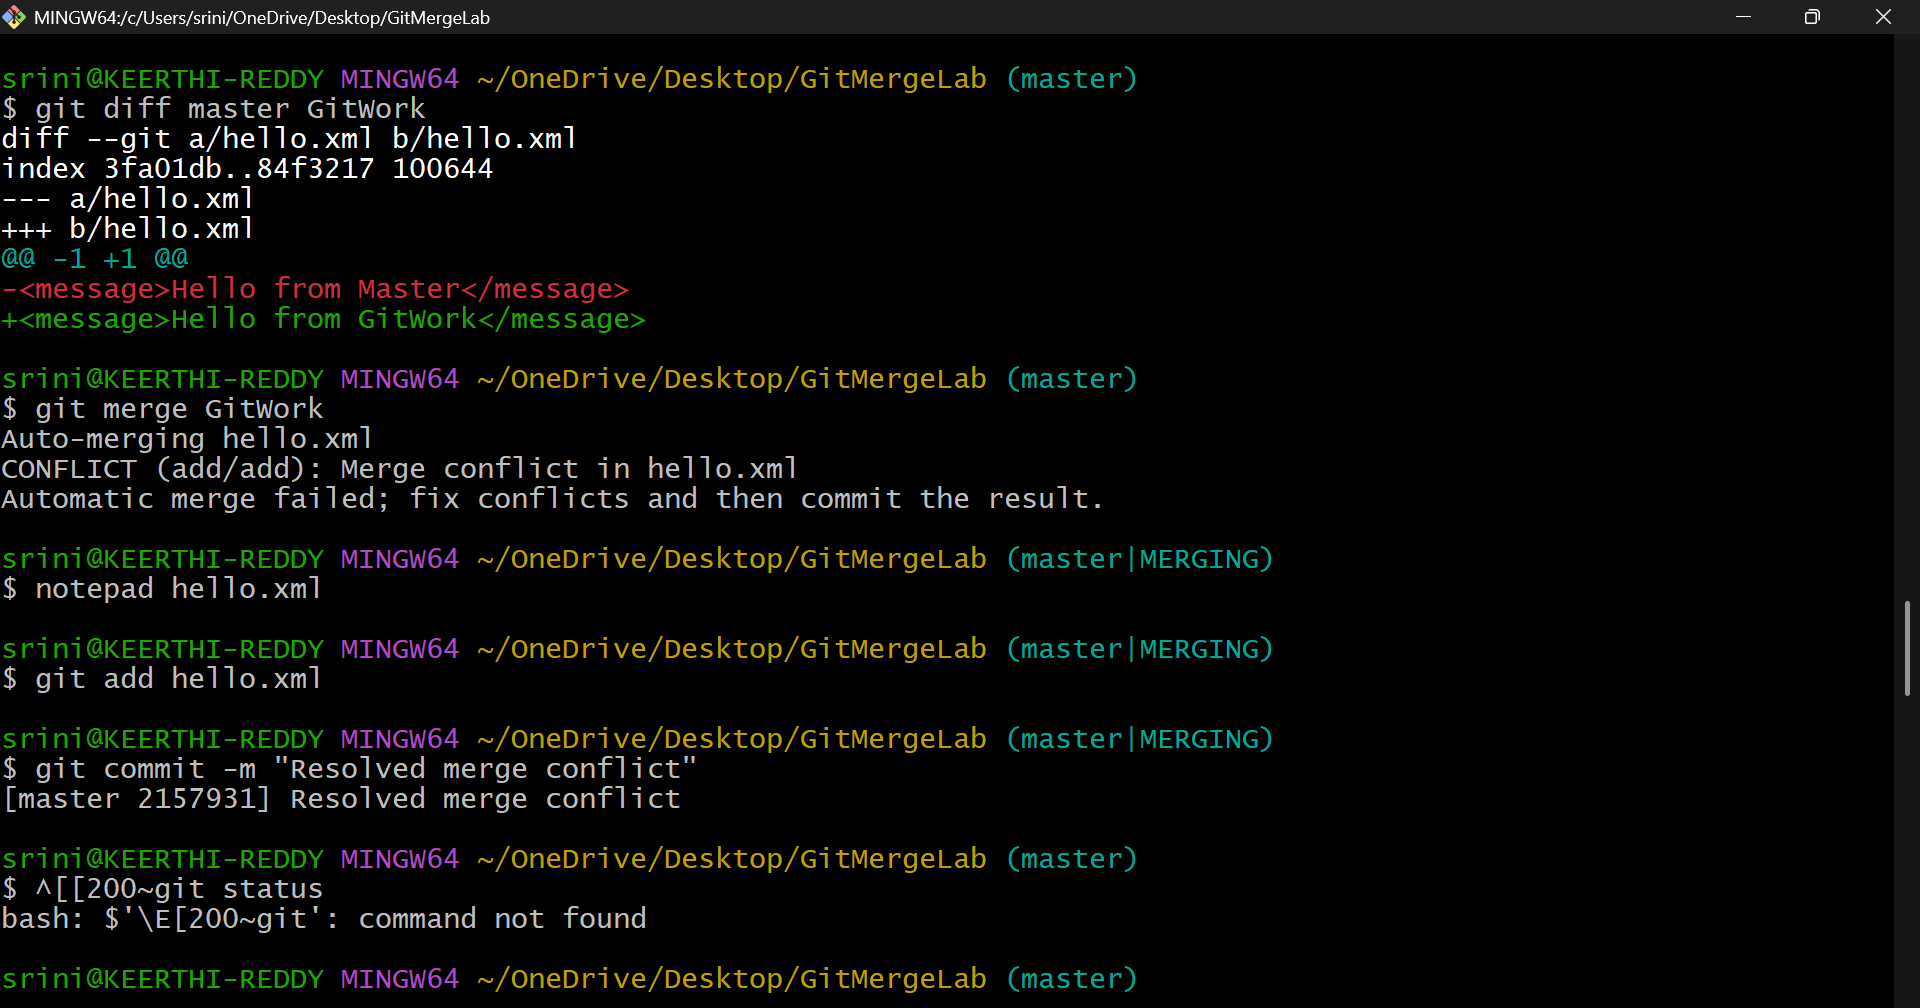 MINGW64:/c/Users/srini/OneDrive/Desktop/GitMergeLab
srini@KEERTHI-REDDY MINGW64 ~/OneDrive/Desktop/GitMergeLab (master)
$ git diff master GitWork
diff --git a/hello.xml b/hello.xml
index 3fa01db..84f3217 100644
--- a/hello.xml
+++ b/hello.xml
@@ -1 +1 @@
-<message>Hello from Master</message>
+<message>Hello from GitWork</message>
srini@KEERTHI-REDDY MINGW64 ~/OneDrive/Desktop/GitMergeLab (master)
$ git merge GitWork
Auto-merging hello.xml
CONFLICT (add/add): Merge conflict in hello.xml
Automatic merge failed; fix conflicts and then commit the result.
srini@KEERTHI-REDDY MINGW64 ~/OneDrive/Desktop/GitMergeLab (master|MERGING)
$ notepad hello.xml
srini@KEERTHI-REDDY MINGW64 ~/OneDrive/Desktop/GitMergeLab (master|MERGING)
$ git add hello.xml
srini@KEERTHI-REDDY MINGW64 ~/OneDrive/Desktop/GitMergeLab (master|MERGING)
$ git commit -m "Resolved merge conflict"
[master 2157931] Resolved merge conflict
srini@KEERTHI-REDDY MINGW64 ~/OneDrive/Desktop/GitMergeLab (master)
$ ^[[200~git status
bash: $'\E[200~git': command not found
srini@KEERTHI-REDDY MINGW64 ~/OneDrive/Desktop/GitMergeLab (master)